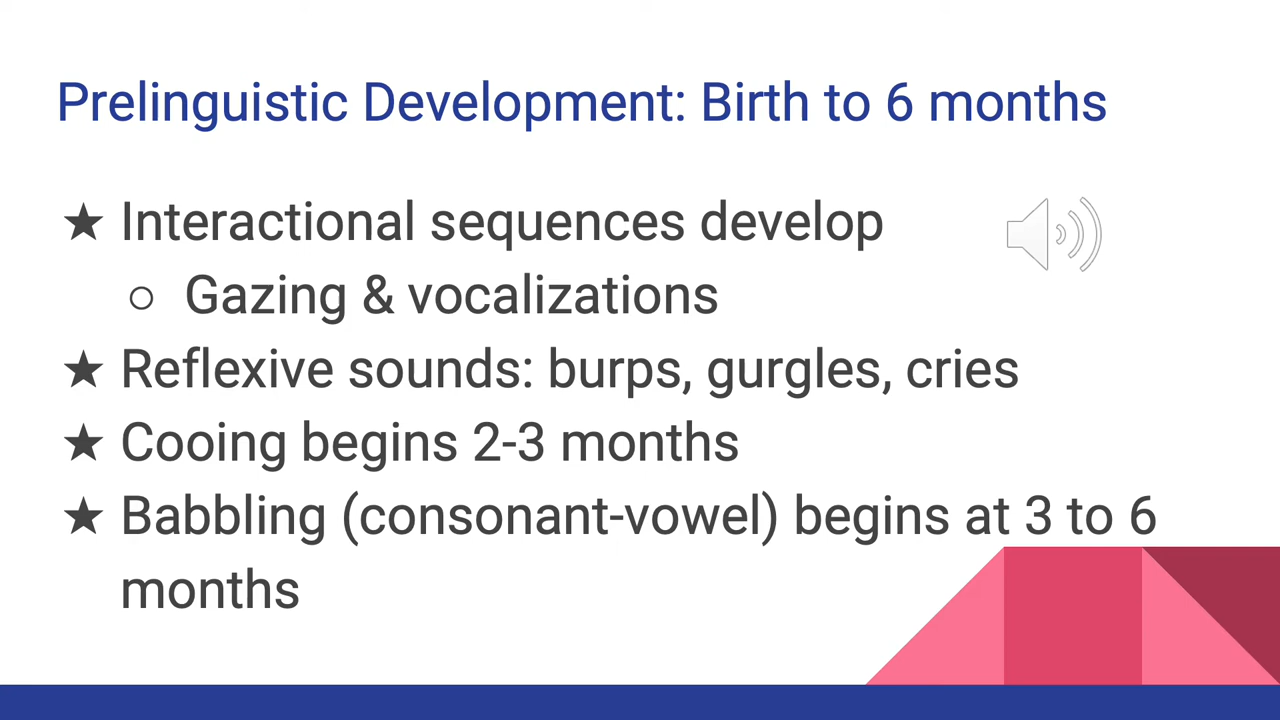 Prelinguistic Development: Birth to 6 months
★ Interactional sequences develop
○ Gazing & vocalizations
★ Reflexive sounds: burps, gurgles, cries
★ Cooing begins 2-3 months
★ Babbling (consonant-vowel) begins at 3 to 6
months